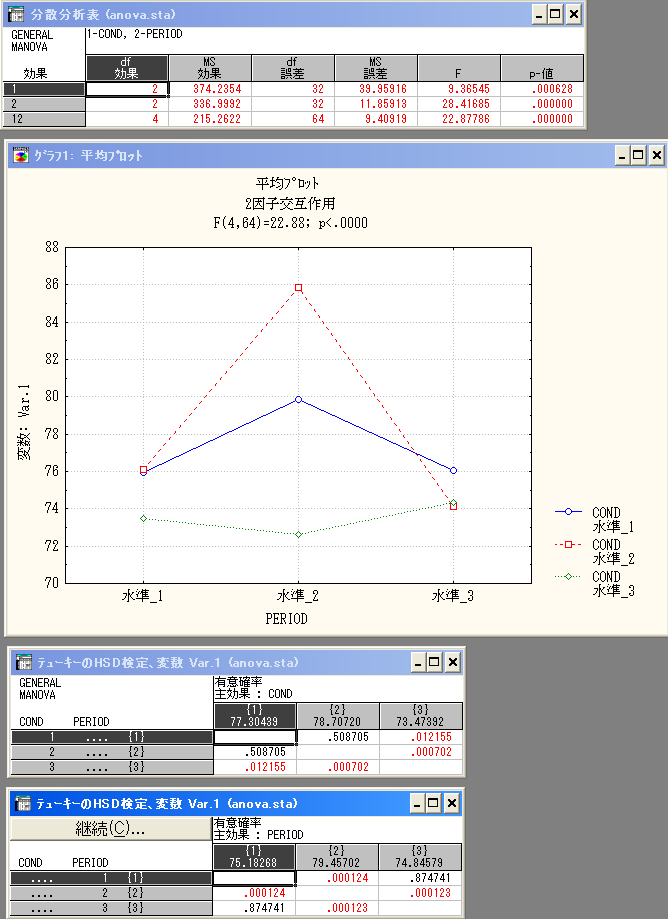 分散分析表 (anova.sta)
GENERAL
MANOVA
1-COND, 2-PERIOD
効果
df 効果 MS 効果 df 誤差 MS 誤差 F p-値
1 2 374.2354 32 39.95916 9.36545 .000628
2 2 336.9992 32 11.85913 28.41685 .000000
12 4 215.2622 64 9.40919 22.87786 .000000
グラフ1: 平均プロット
平均プロット
2因子交互作用
F(4,64)=22.88; p<.0000
変数: Var.1
88
86
84
82
80
78
76
74
72
70
水準_1 水準_2 水準_3
PERIOD
COND
水準_1
COND
水準_2
COND
水準_3
テューキーのHSD検定、変数 Var.1 (anova.sta)
GENERAL
MANOVA
有意確率
主効果 : COND
COND PERIOD
{1} {2} {3}
77.30439 78.70720 73.47392
1 .... {1} .508705 .012155
2 .... {2} .508705 .000702
3 .... {3} .012155 .000702
テューキーのHSD検定、変数 Var.1 (anova.sta)
継続(C)...
有意確率
主効果 : PERIOD
COND PERIOD
{1} {2} {3}
75.18268 79.45702 74.84579
.... 1 {1} .000124 .874741
.... 2 {2} .000124 .000123
.... 3 {3} .874741 .000123